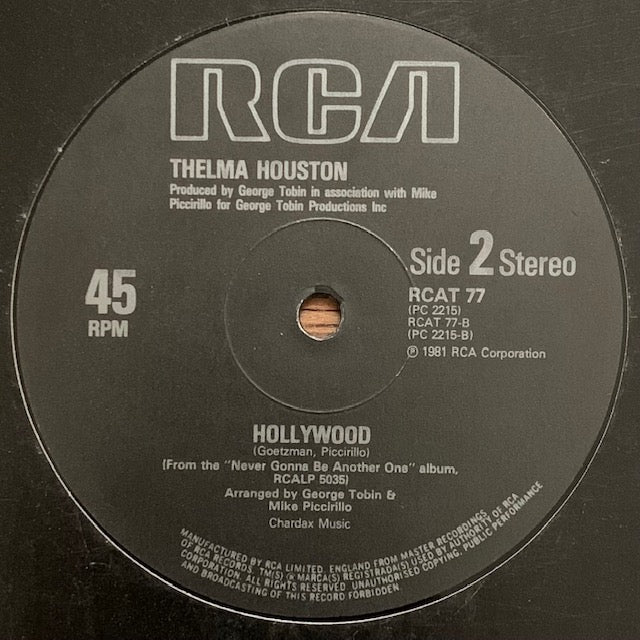 RCA
THELMA HOUSTON
Produced by George Tobin in association with Mike
Piccirillo for George Tobin Productions Inc
Side 2 Stereo
45
RPM
RCAT 77
(PC 2215)
RCAT 77-B
(PC 2215-B)
℗ 1981 RCA Corporation
HOLLYWOOD
(Goetzman, Piccirillo)
(From the "Never Gonna Be Another One" album,
RCALP 5035)
Arranged by George Tobin &
Mike Piccirillo
Chardax Music
MANUFACTURED BY RCA LIMITED, ENGLAND, FROM MASTER RECORDINGS
OF RCA RECORDS. TM(S) ® MARCA(S) REGISTRADA(S) USED BY AUTHORITY OF RCA
CORPORATION. ALL RIGHTS RESERVED UNAUTHORISED COPYING, PUBLIC PERFORMANCE
AND BROADCASTING OF THIS RECORD FORBIDDEN.